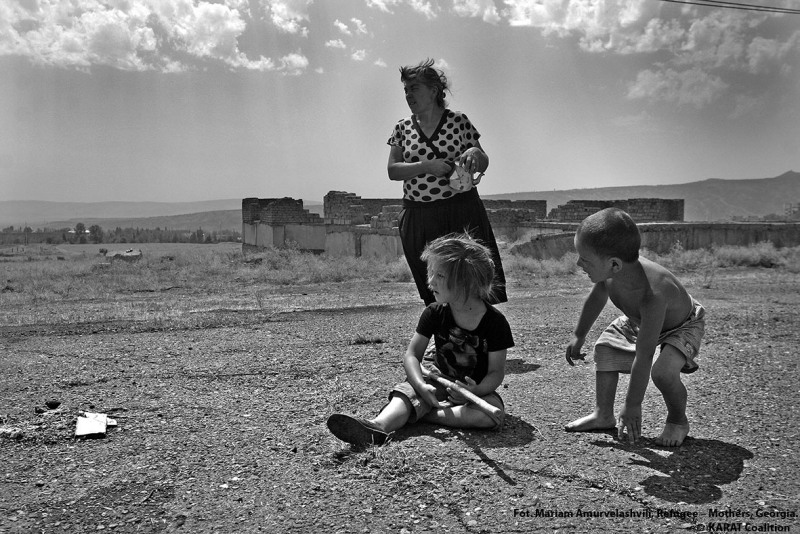 Fot. Mariam Amurvelashvili, Refugee – Mothers, Georgia.
© KARAT Coalition